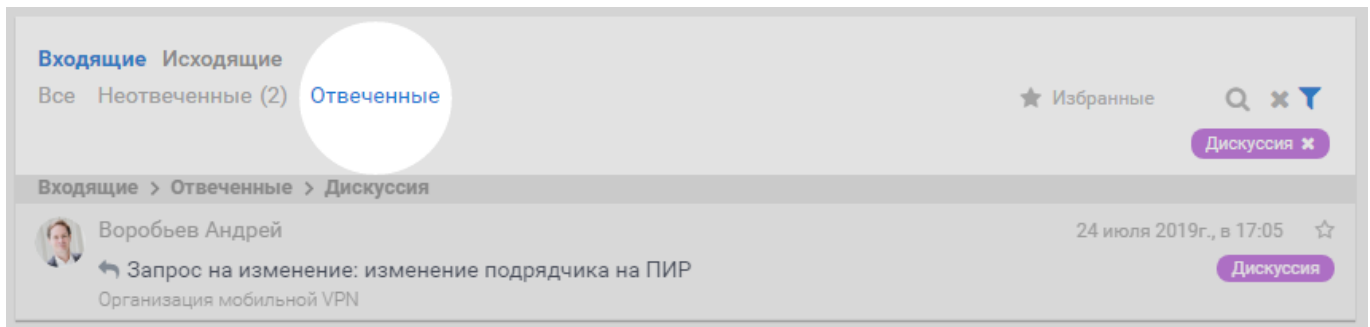 Входящие Исходящие
Все Неотвеченные (2) Отвеченные Избранные
Дискуссия
Входящие > Отвеченные > Дискуссия
Воробьев Андрей 24 июля 2019г., в 17:05
Запрос на изменение: изменение подрядчика на ПИР Дискуссия
Организация мобильной VPN